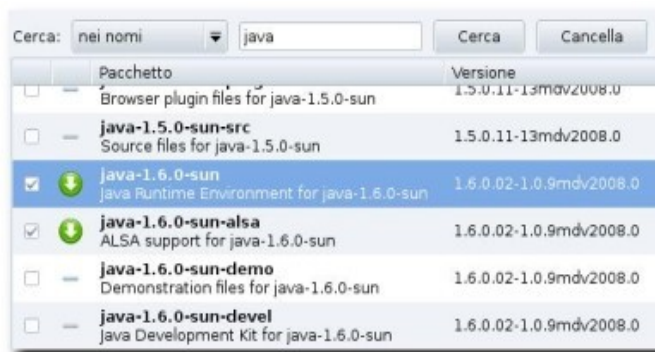 Cerca: nei nomi java Cerca Cancella
Pacchetto Versione
Browser plugin files for java-1.5.0-sun 1.5.0.11-13mdv2008.0
java-1.5.0-sun-src
Source files for java-1.5.0-sun 1.5.0.11-13mdv2008.0
java-1.6.0-sun
Java Runtime Environment for java-1.6.0-sun 1.6.0.02-1.0.9mdv2008.0
java-1.6.0-sun-alsa
ALSA support for java-1.6.0-sun 1.6.0.02-1.0.9mdv2008.0
java-1.6.0-sun-demo
Demonstration files for java-1.6.0-sun 1.6.0.02-1.0.9mdv2008.0
java-1.6.0-sun-devel
Java Development Kit for java-1.6.0-sun 1.6.0.02-1.0.9mdv2008.0